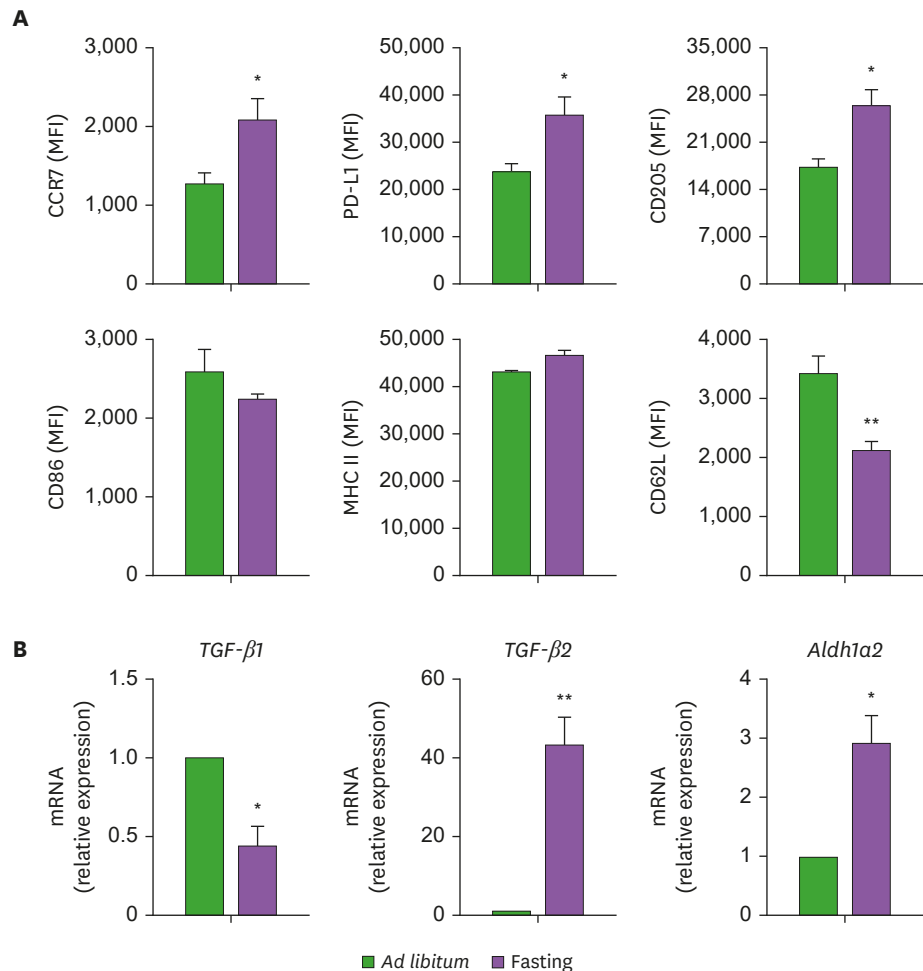 A
CCR7 (MFI)
3,000
2,000
1,000
0
*
PD-L1 (MFI)
50,000
40,000
30,000
20,000
10,000
0
*
CD205 (MFI)
35,000
28,000
21,000
14,000
7,000
0
*
CD86 (MFI)
3,000
2,000
1,000
0
MHC II (MFI)
50,000
40,000
30,000
20,000
10,000
0
CD62L (MFI)
4,000
3,000
2,000
1,000
0
**
B
TGF-β1
mRNA
(relative expression)
1.5
1.0
0.5
0
*
TGF-β2
mRNA
(relative expression)
60
40
20
0
**
Aldh1a2
mRNA
(relative expression)
4
3
2
1
0
*
Ad libitum Fasting